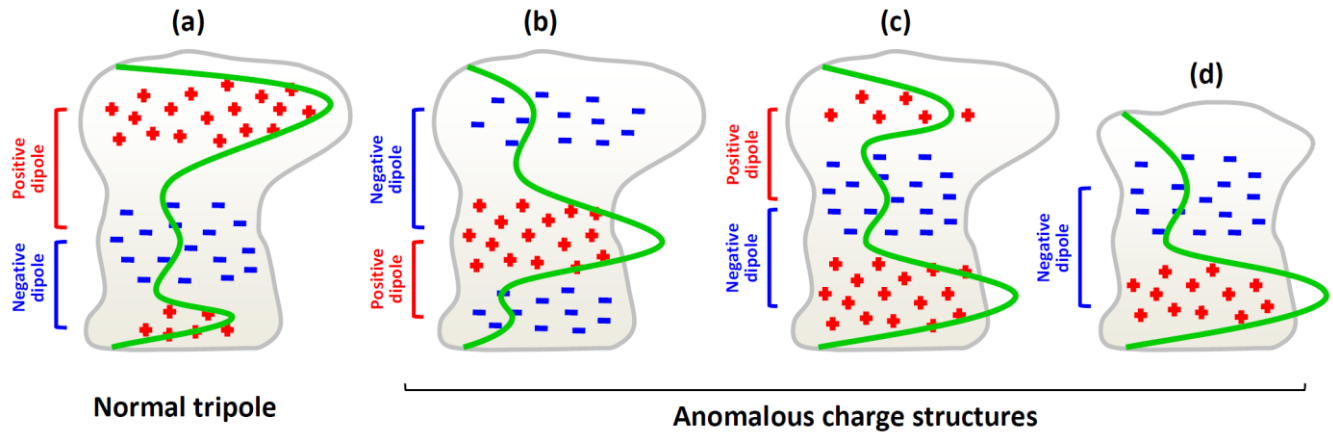 (a)
(b)
(c)
(d)
Positive
dipole
Negative
dipole
Negative
dipole
Positive
dipole
Positive
dipole
Negative
dipole
Negative
dipole
Normal tripole
Anomalous charge structures